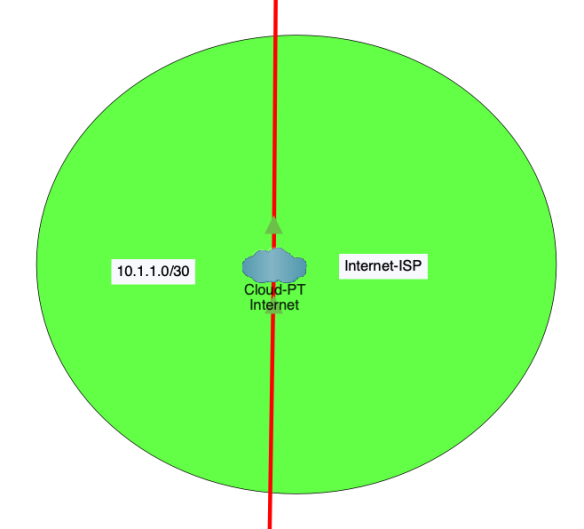 10.1.1.0/30
Internet-ISP
Cloud-PT
Internet